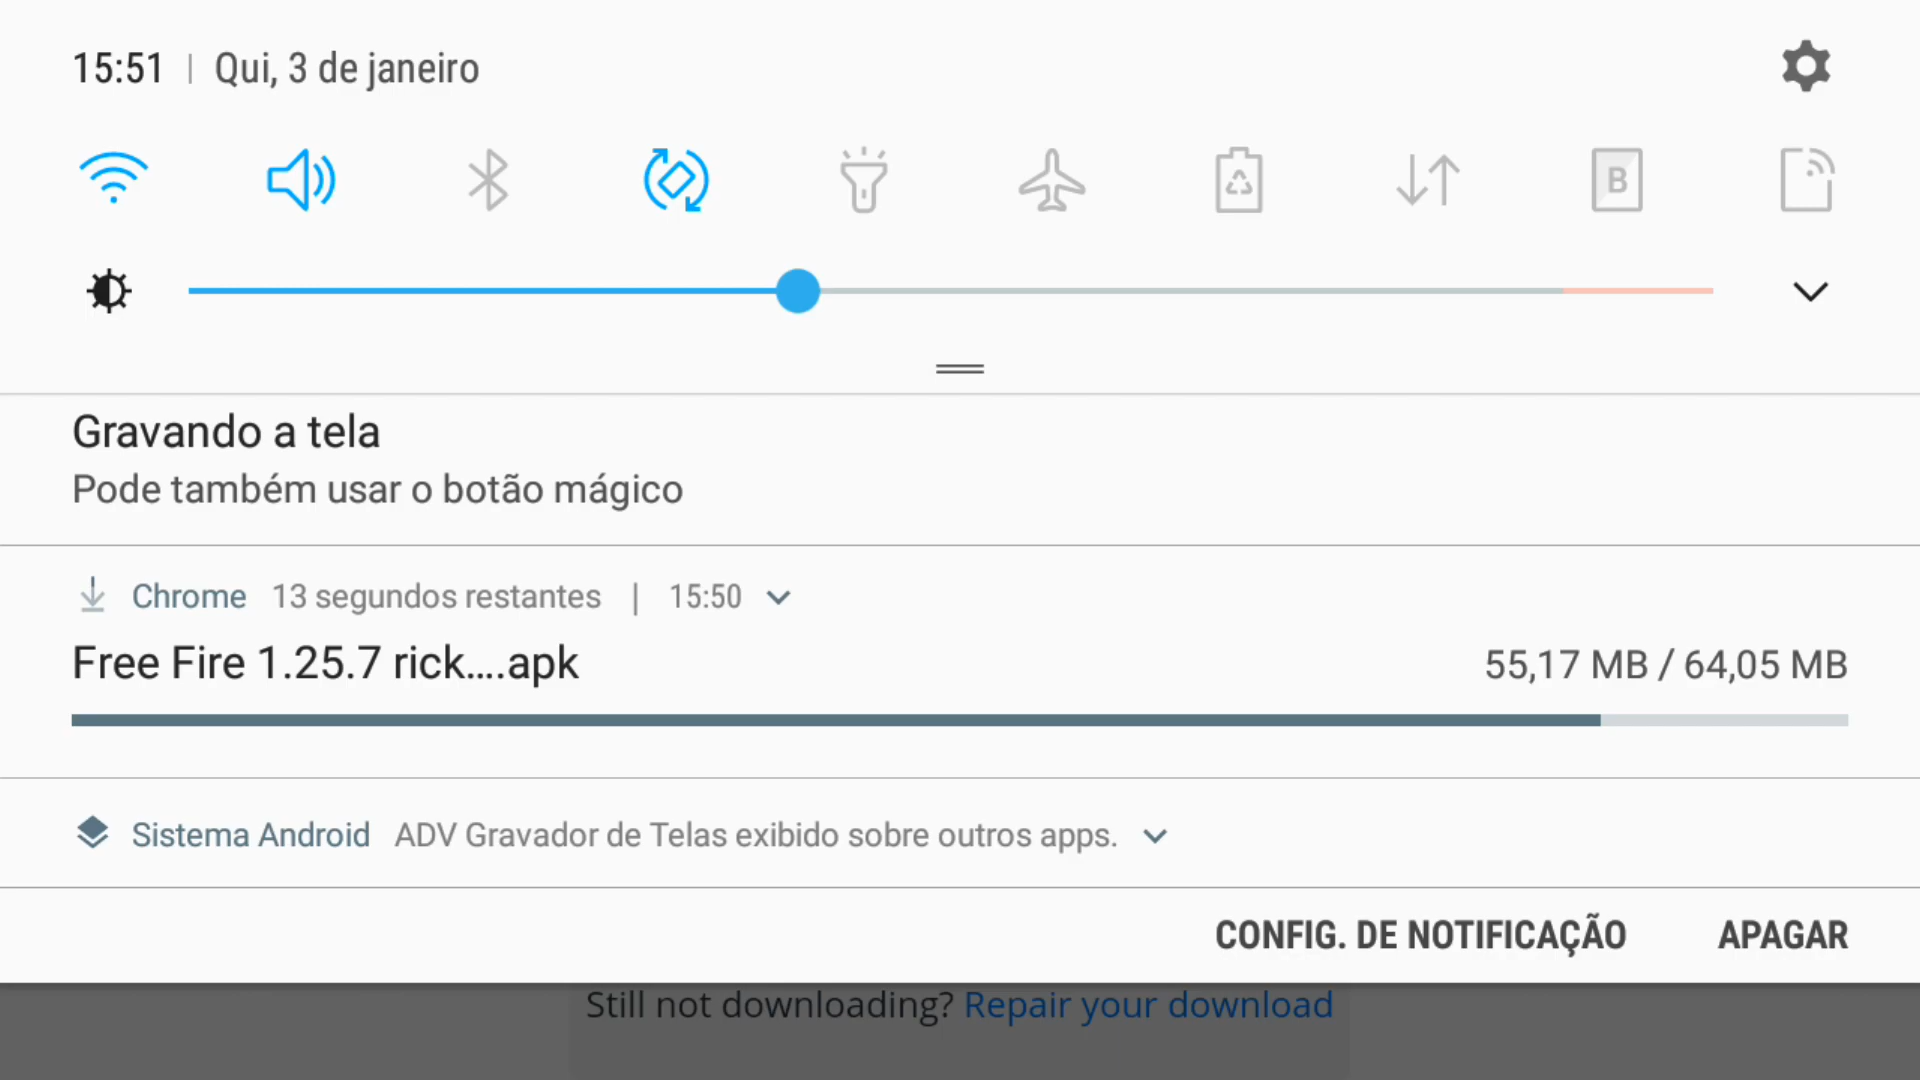 15:51 | Qui, 3 de janeiro
B
Gravando a tela
Pode também usar o botão mágico
Chrome 13 segundos restantes | 15:50
Free Fire 1.25.7 rick....apk 55,17 MB / 64,05 MB
Sistema Android ADV Gravador de Telas exibido sobre outros apps.
CONFIG. DE NOTIFICAÇÃO APAGAR
Still not downloading? Repair your download